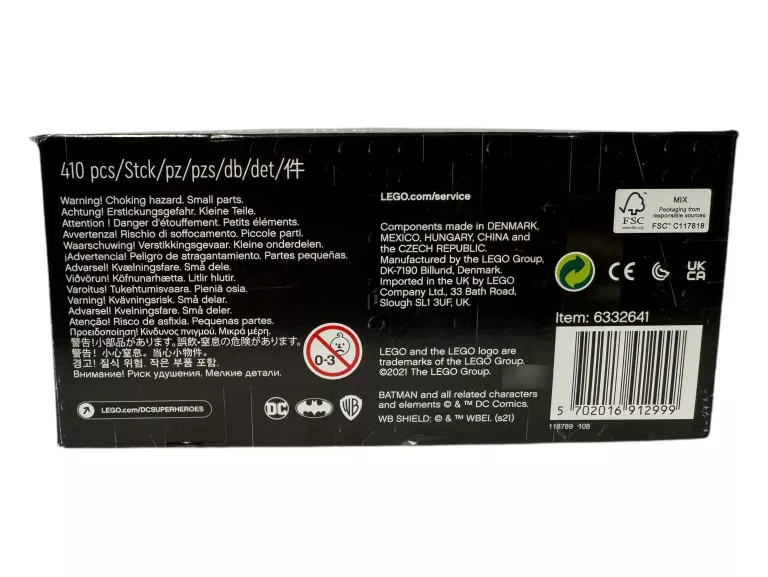 410 pcs/Stck/pz/pzs/db/det/件
Warning! Choking hazard. Small parts.
Achtung! Erstickungsgefahr. Kleine Teile.
Attention ! Danger d'étouffement. Petits éléments.
Avvertenza! Rischio di soffocamento. Piccole parti.
Waarschuwing! Verstikkingsgevaar. Kleine onderdelen.
¡Advertencia! Peligro de atragantamiento. Partes pequeñas.
Advarsel! Kvælningsfare. Små dele.
Viðvörun! Köfnunarhætta. Litlir hlutir.
Varoitus! Tukehtumisvaara. Pieniä osia.
Varning! Kvävningsrisk. Små delar.
Advarsel! Kvelningsfare. Små deler.
Atenção! Risco de asfixia. Pequenas partes.
Προειδοποίηση! Κίνδυνος πνιγμού. Μικρά μέρη.
警告!小部品があります。誤飲・窒息の危険があります。
警告! 小心窒息。当心小物件。
경고! 질식 위험. 작은 부품 포함.
Внимание! Риск удушения. Мелкие детали.
0-3
LEGO.com/DCSUPERHEROES
DC
WB
LEGO.com/service
Components made in DENMARK,
MEXICO, HUNGARY, CHINA and
the CZECH REPUBLIC.
Manufactured by the LEGO Group,
DK-7190 Billund, Denmark.
Imported in the UK by LEGO
Company Ltd., 33 Bath Road,
Slough SL1 3UF, UK.
LEGO and the LEGO logo are
trademarks of the LEGO Group.
©2021 The LEGO Group.
BATMAN and all related characters
and elements © & ™ DC Comics.
WB SHIELD: © & ™ WBEI. (s21)
FSC
www.fsc.org
MIX
Packaging from
responsible sources
FSC™ C117818
CE
UK
CA
Item: 6332641
5 702016 912999
118789 108